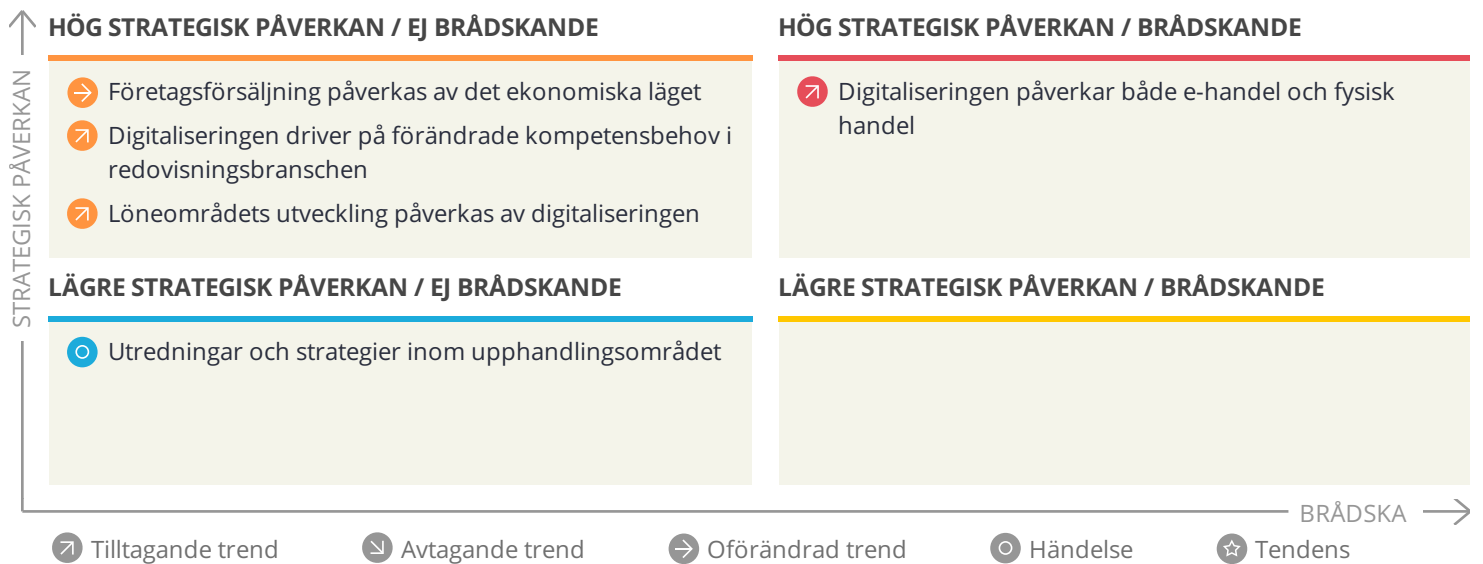 HÖG STRATEGISK PÅVERKAN / EJ BRÅDSKANDE
Företagsförsäljning påverkas av det ekonomiska läget
Digitaliseringen driver på förändrade kompetensbehov i
redovisningsbranschen
Löneområdets utveckling påverkas av digitaliseringen
HÖG STRATEGISK PÅVERKAN / BRÅDSKANDE
Digitaliseringen påverkar både e-handel och fysisk
handel
LÄGRE STRATEGISK PÅVERKAN / EJ BRÅDSKANDE
Utredningar och strategier inom upphandlingsområdet
LÄGRE STRATEGISK PÅVERKAN / BRÅDSKANDE
STRATEGISK PÅVERKAN
BRÅDSKA
Tilltagande trend
Avtagande trend
Oförändrad trend
Händelse
Tendens